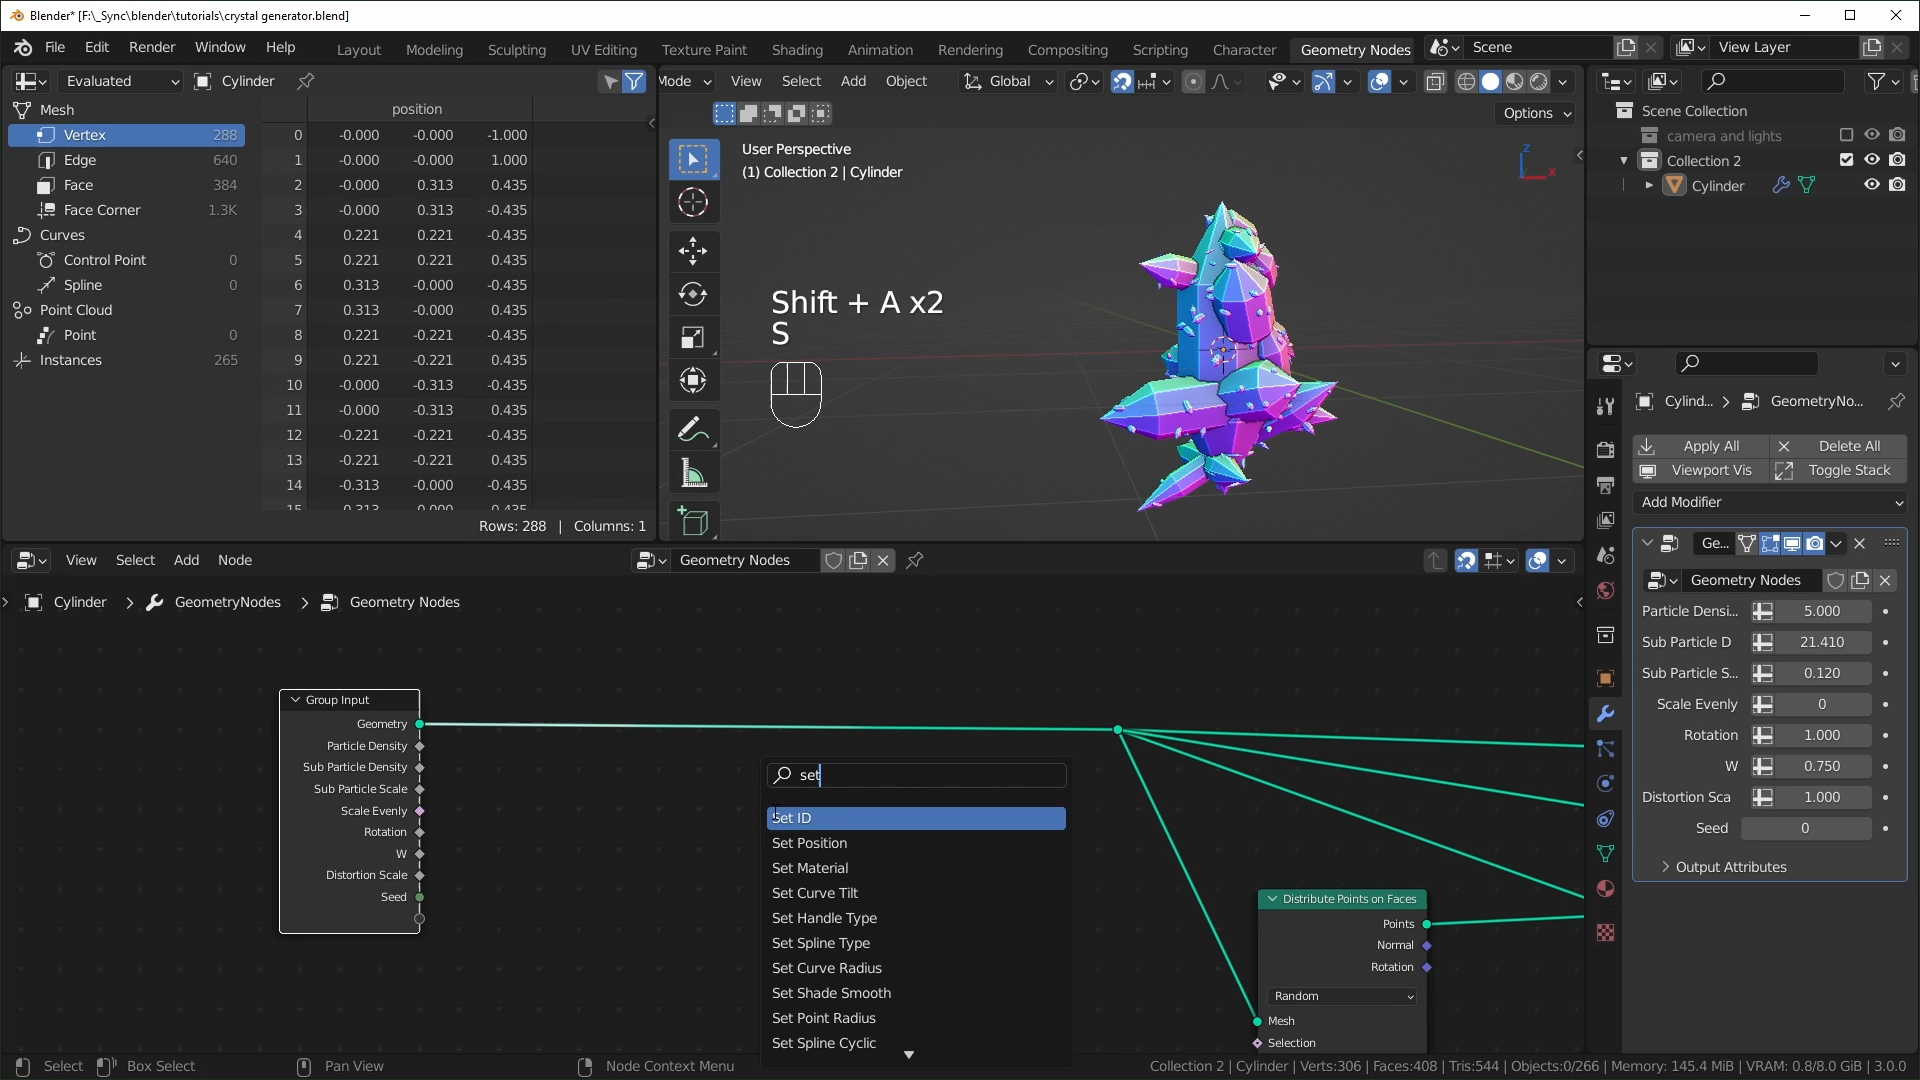 Blender* [F:\_Sync\blender\tutorials\crystal generator.blend]
File Edit Render Window Help
Layout Modeling Sculpting UV Editing Texture Paint Shading Animation Rendering Compositing Scripting Character Geometry Nodes
Scene
View Layer
Evaluated
Cylinder
Mode View Select Add Object
Global
Options
Mesh
Vertex 288
Edge 640
Face 384
Face Corner 1.3K
Curves
Control Point 0
Spline 0
Point Cloud
Point 0
Instances 265
position
0 -0.000 -0.000 -1.000
1 -0.000 -0.000 1.000
2 -0.000 0.313 0.435
3 -0.000 0.313 -0.435
4 0.221 0.221 -0.435
5 0.221 0.221 0.435
6 0.313 -0.000 -0.435
7 0.313 -0.000 0.435
8 0.221 -0.221 -0.435
9 0.221 -0.221 0.435
10 -0.000 -0.313 -0.435
11 -0.000 -0.313 0.435
12 -0.221 -0.221 -0.435
13 -0.221 -0.221 0.435
14 -0.313 -0.000 -0.435
Rows: 288 | Columns: 1
User Perspective
(1) Collection 2 | Cylinder
Z
X
Shift + A x2
S
Scene Collection
camera and lights
Collection 2
Cylinder
Cylind... > GeometryNo...
Apply All Delete All
Viewport Vis Toggle Stack
Add Modifier
Ge...
Geometry Nodes
Particle Densi... 5.000
Sub Particle D 21.410
Sub Particle S... 0.120
Scale Evenly 0
Rotation 1.000
W 0.750
Distortion Sca 1.000
Seed 0
Output Attributes
View Select Add Node
Geometry Nodes
Cylinder > GeometryNodes > Geometry Nodes
Group Input
Geometry
Particle Density
Sub Particle Density
Sub Particle Scale
Scale Evenly
Rotation
W
Distortion Scale
Seed
set
Set ID
Set Position
Set Material
Set Curve Tilt
Set Handle Type
Set Spline Type
Set Curve Radius
Set Shade Smooth
Set Point Radius
Set Spline Cyclic
Distribute Points on Faces
Points
Normal
Rotation
Random
Mesh
Selection
Select Box Select Pan View Node Context Menu
Collection 2 | Cylinder | Verts:306 | Faces:408 | Tris:544 | Objects:0/266 | Memory: 145.4 MiB | VRAM: 0.8/8.0 GiB | 3.0.0